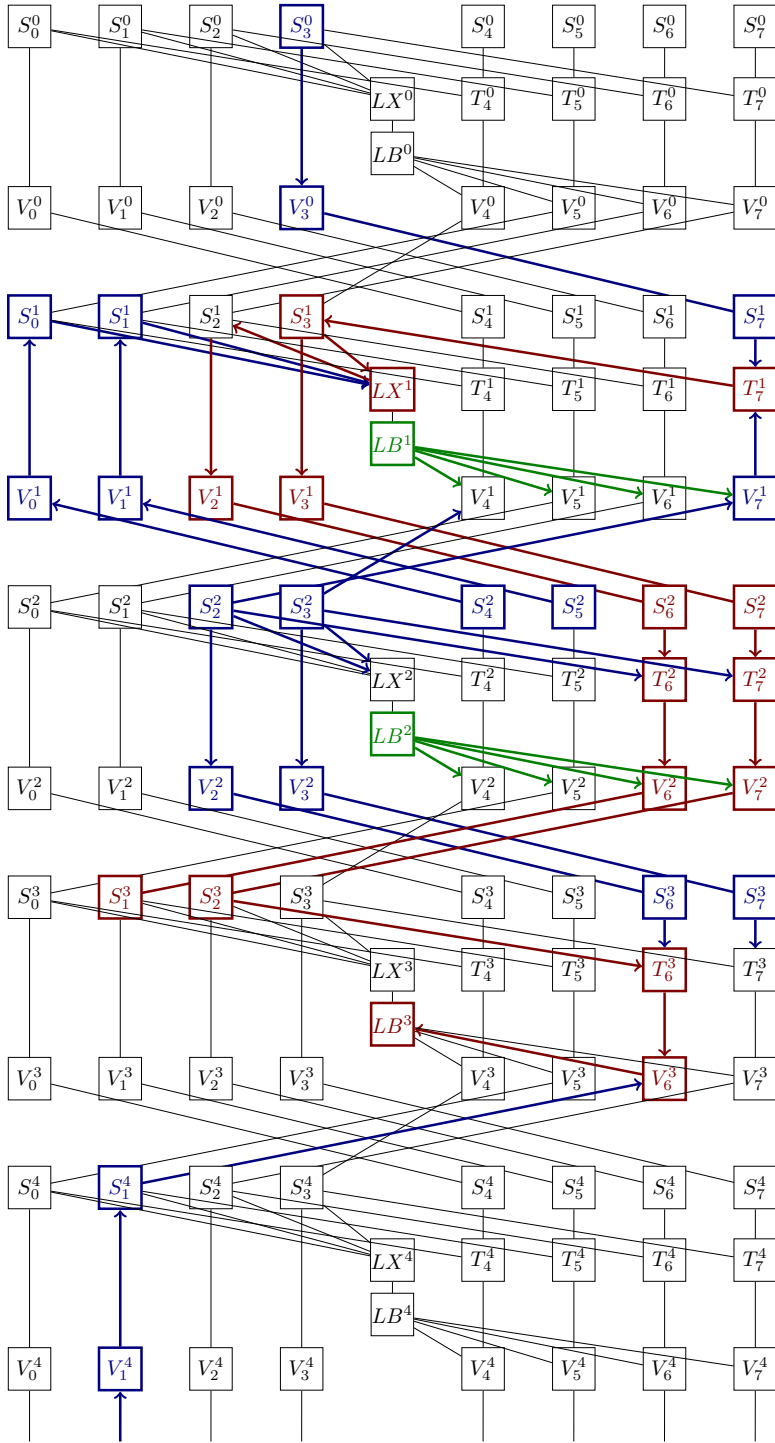 S_0^0 S_1^0 S_2^0 S_3^0 S_4^0 S_5^0 S_6^0 S_7^0
LX^0 T_4^0 T_5^0 T_6^0 T_7^0
LB^0
V_0^0 V_1^0 V_2^0 V_3^0 V_4^0 V_5^0 V_6^0 V_7^0
S_0^1 S_1^1 S_2^1 S_3^1 S_4^1 S_5^1 S_6^1 S_7^1
LX^1 T_4^1 T_5^1 T_6^1 T_7^1
LB^1
V_0^1 V_1^1 V_2^1 V_3^1 V_4^1 V_5^1 V_6^1 V_7^1
S_0^2 S_1^2 S_2^2 S_3^2 S_4^2 S_5^2 S_6^2 S_7^2
LX^2 T_4^2 T_5^2 T_6^2 T_7^2
LB^2
V_0^2 V_1^2 V_2^2 V_3^2 V_4^2 V_5^2 V_6^2 V_7^2
S_0^3 S_1^3 S_2^3 S_3^3 S_4^3 S_5^3 S_6^3 S_7^3
LX^3 T_4^3 T_5^3 T_6^3 T_7^3
LB^3
V_0^3 V_1^3 V_2^3 V_3^3 V_4^3 V_5^3 V_6^3 V_7^3
S_0^4 S_1^4 S_2^4 S_3^4 S_4^4 S_5^4 S_6^4 S_7^4
LX^4 T_4^4 T_5^4 T_6^4 T_7^4
LB^4
V_0^4 V_1^4 V_2^4 V_3^4 V_4^4 V_5^4 V_6^4 V_7^4